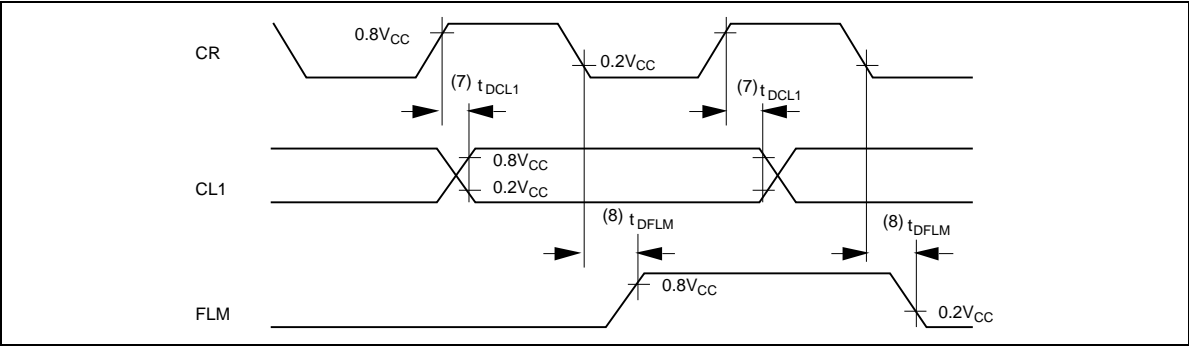 CR
0.8VCC
0.2VCC
(7) tDCL1
(7) tDCL1
CL1
0.8VCC
0.2VCC
(8) tDFLM
(8) tDFLM
FLM
0.8VCC
0.2VCC